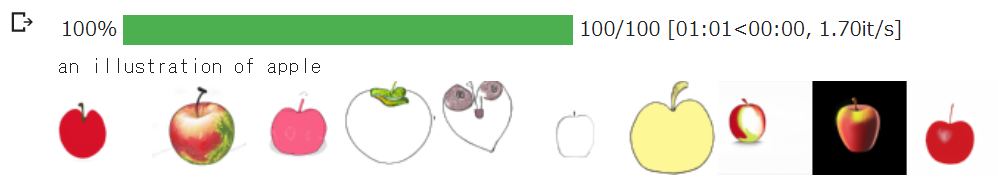 100% 100/100 [01:01<00:00, 1.70it/s]
an illustration of apple